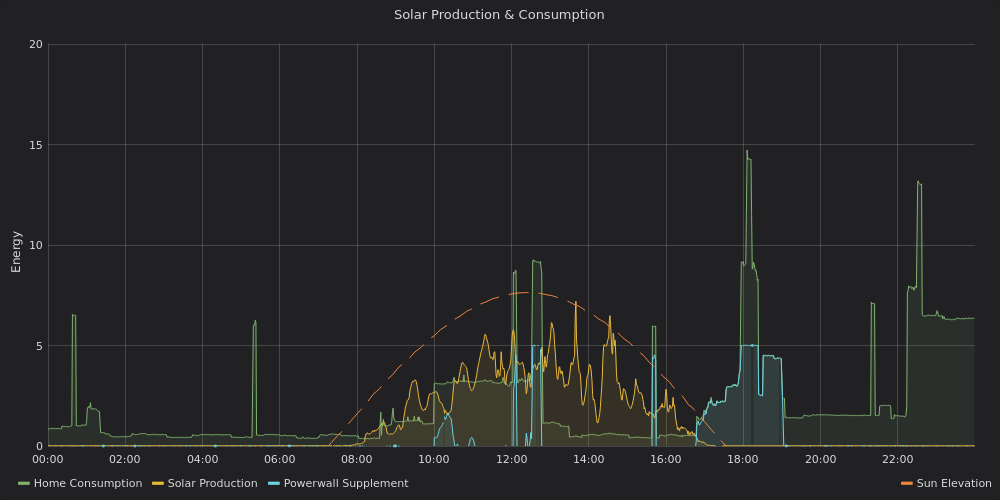 Solar Production & Consumption
20
15
10
5
0
Energy
00:00 02:00 04:00 06:00 08:00 10:00 12:00 14:00 16:00 18:00 20:00 22:00
Home Consumption Solar Production Powerwall Supplement Sun Elevation